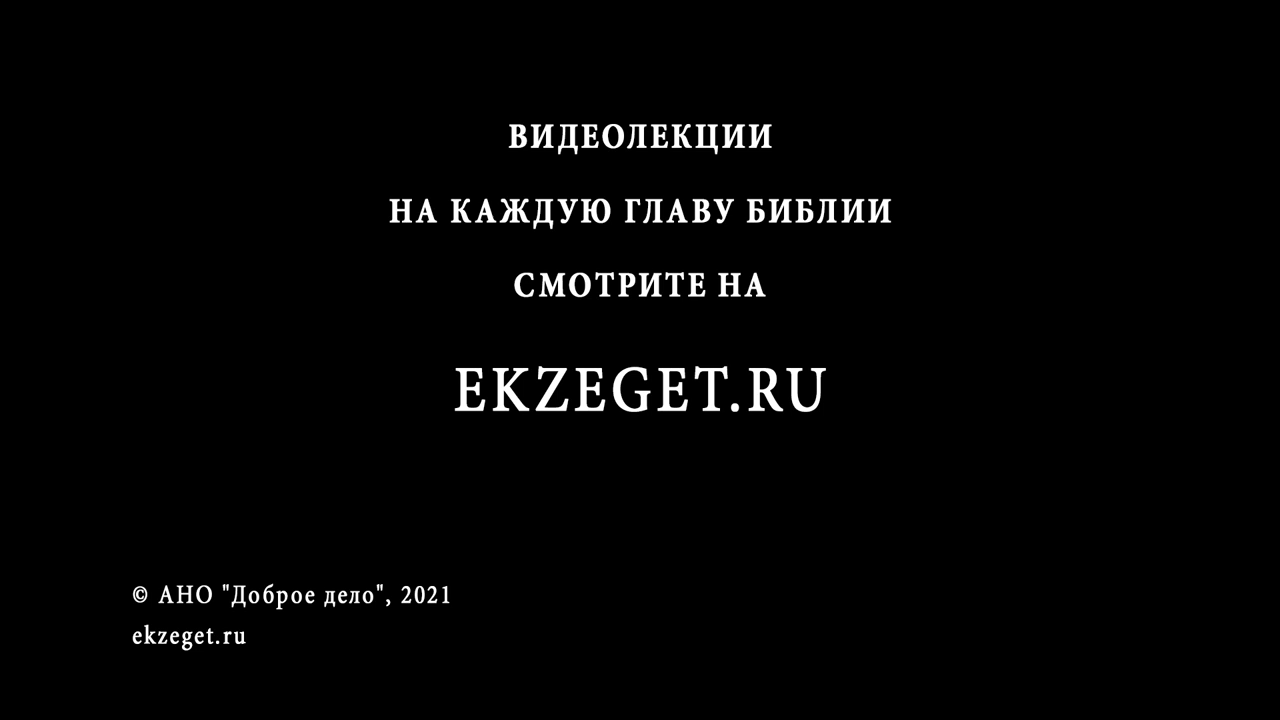 ВИДЕОЛЕКЦИИ
НА КАЖДУЮ ГЛАВУ БИБЛИИ
СМОТРИТЕ НА
EKZEGET.RU
© АНО "Доброе дело", 2021
ekzeget.ru